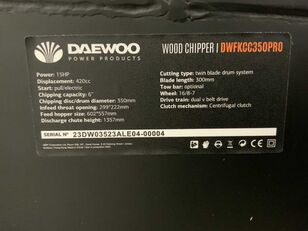 DAEWOO
POWER PRODUCTS
WOOD CHIPPER I DWFKCC350PRO
Power: 15HP
Displacement: 420cc
Start: pull/electric
Chipping capacity: 6"
Chipping disc/drum diameter: 350mm
Infeed throat opening: 299*222mm
Feed hopper size: 602*557mm
Discharge chute height: 1357mm
Cutting type: twin blade drum system
Blade length: 300mm
Tow bar: optional
Wheel: 16/8-7
Drive train: dual v belt drive
Clutch mechanism: Centrifugal clutch
SERIAL N° 23DW03523ALE04-00004